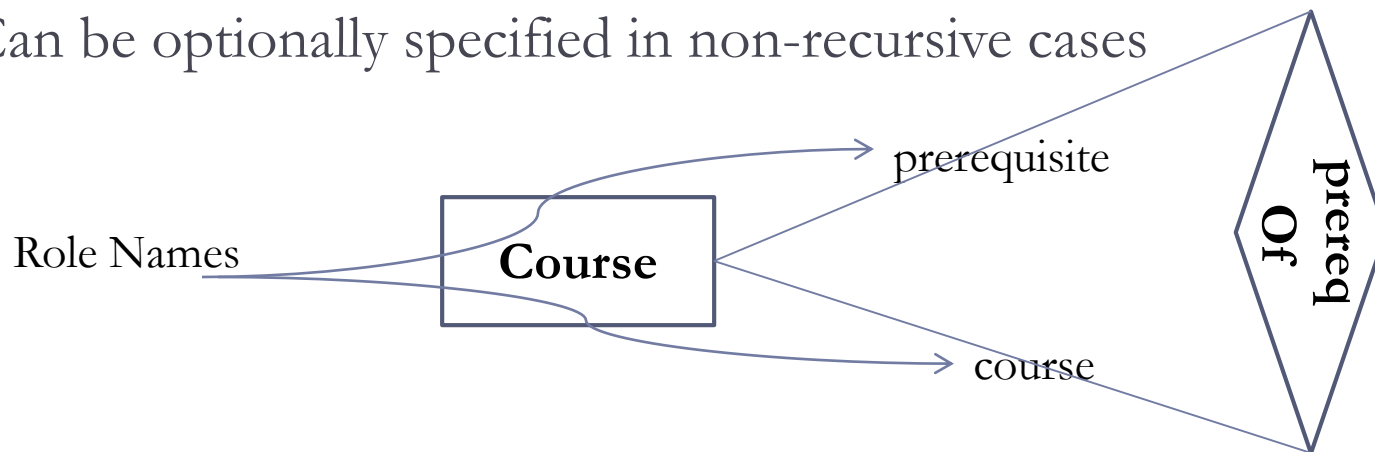 Can be optionally specified in non-recursive cases
prerequisite
Role Names
Course
course
prereq
Of